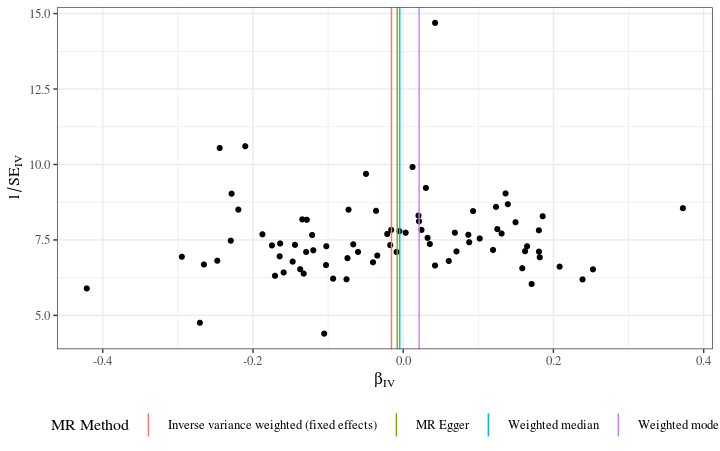 15.0
12.5
10.0
7.5
5.0
1/SE_IV
-0.4 -0.2 0.0 0.2 0.4
β_IV
MR Method Inverse variance weighted (fixed effects) MR Egger Weighted median Weighted mode